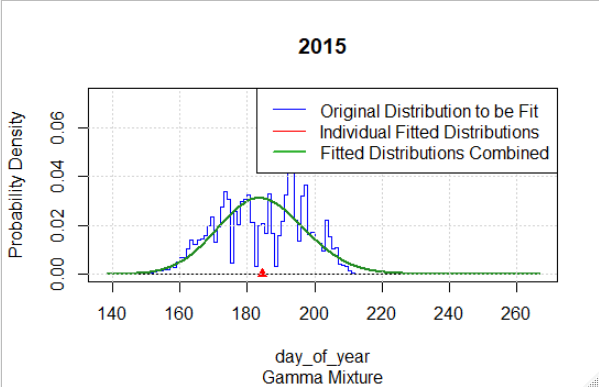 2015
Original Distribution to be Fit
Individual Fitted Distributions
Fitted Distributions Combined
Probability Density
0.06
0.04
0.02
0.00
140 160 180 200 220 240 260
day_of_year
Gamma Mixture